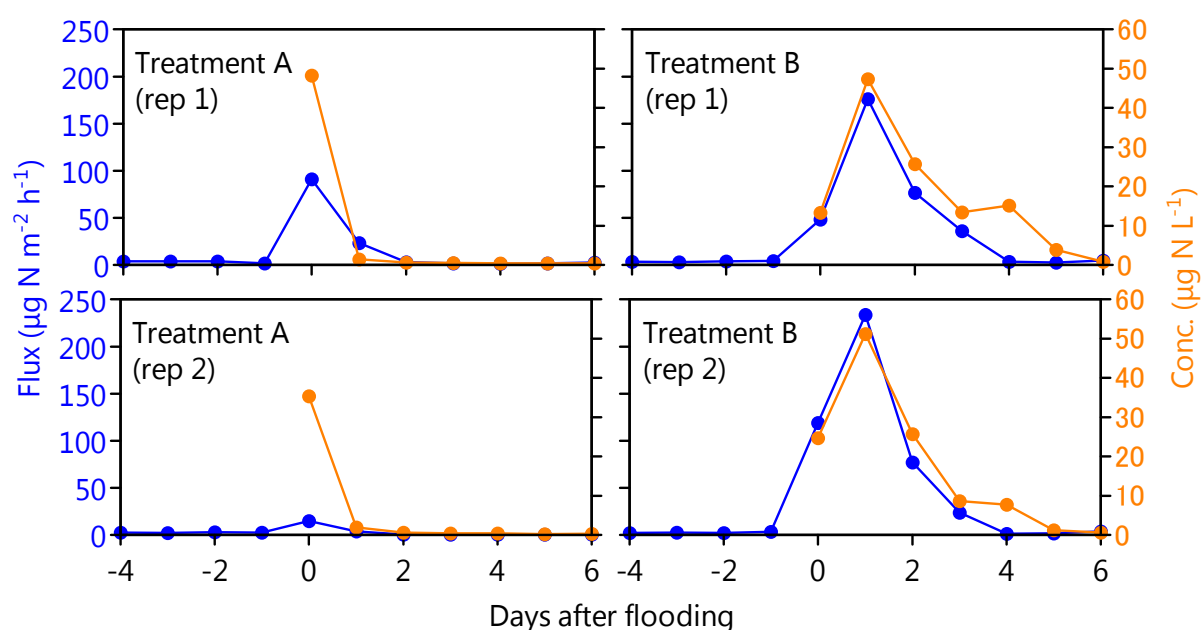 Flux (µg N m⁻² h⁻¹)
250
200
150
100
50
0
Treatment A
(rep 1)
Treatment B
(rep 1)
60
50
40
30
20
10
0
250
200
150
100
50
0
Treatment A
(rep 2)
Treatment B
(rep 2)
60
50
40
30
20
10
0
Conc. (µg N L⁻¹)
-4 -2 0 2 4 6 -4 -2 0 2 4 6
Days after flooding